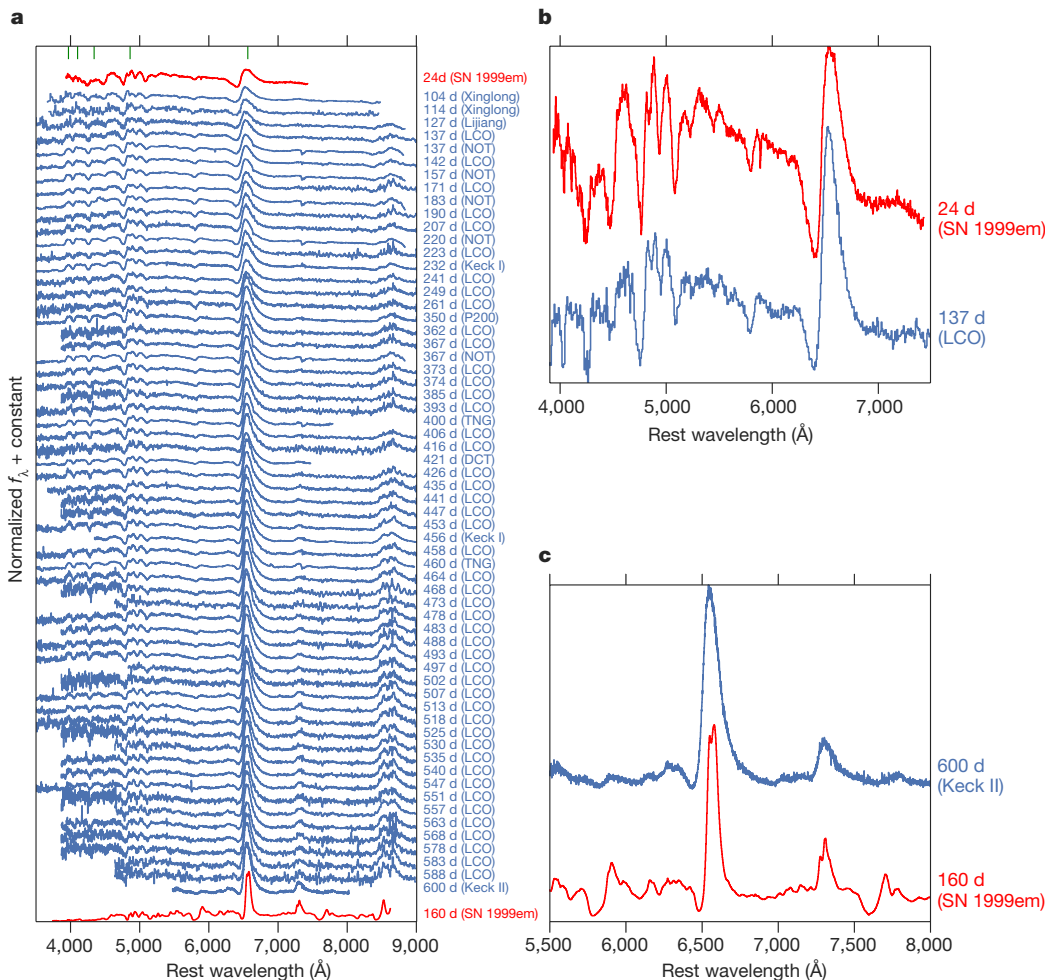 a
Normalized fλ + constant
24d (SN 1999em)
104 d (Xinglong)
114 d (Xinglong)
127 d (Lijiang)
137 d (LCO)
137 d (NOT)
142 d (LCO)
157 d (NOT)
171 d (LCO)
183 d (NOT)
190 d (LCO)
207 d (LCO)
220 d (NOT)
223 d (LCO)
232 d (Keck I)
241 d (LCO)
249 d (LCO)
261 d (LCO)
350 d (P200)
362 d (LCO)
367 d (LCO)
367 d (NOT)
373 d (LCO)
374 d (LCO)
385 d (LCO)
393 d (LCO)
400 d (TNG)
406 d (LCO)
416 d (LCO)
421 d (DCT)
426 d (LCO)
435 d (LCO)
441 d (LCO)
447 d (LCO)
453 d (LCO)
456 d (Keck I)
458 d (LCO)
460 d (TNG)
464 d (LCO)
468 d (LCO)
473 d (LCO)
478 d (LCO)
483 d (LCO)
488 d (LCO)
493 d (LCO)
497 d (LCO)
502 d (LCO)
507 d (LCO)
513 d (LCO)
518 d (LCO)
525 d (LCO)
530 d (LCO)
535 d (LCO)
540 d (LCO)
547 d (LCO)
551 d (LCO)
557 d (LCO)
563 d (LCO)
568 d (LCO)
578 d (LCO)
583 d (LCO)
588 d (LCO)
600 d (Keck II)
160 d (SN 1999em)
4,000 5,000 6,000 7,000 8,000 9,000
Rest wavelength (Å)
b
24 d
(SN 1999em)
137 d
(LCO)
4,000 5,000 6,000 7,000
Rest wavelength (Å)
c
600 d
(Keck II)
160 d
(SN 1999em)
5,500 6,000 6,500 7,000 7,500 8,000
Rest wavelength (Å)